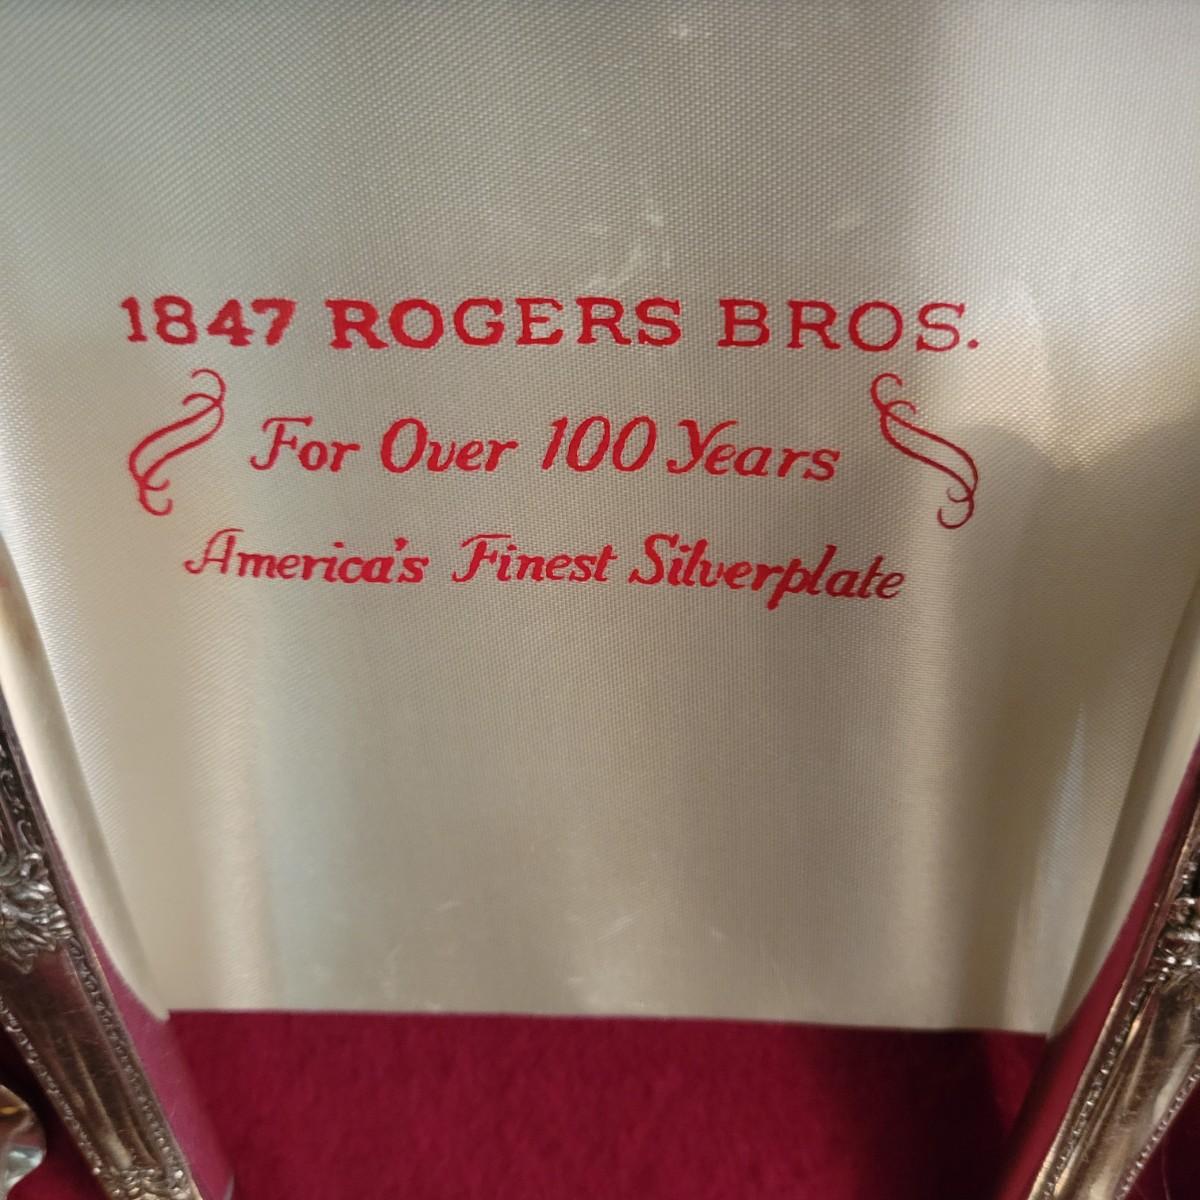 1847 ROGERS BROS.
For Over 100 Years
America's Finest Silverplate